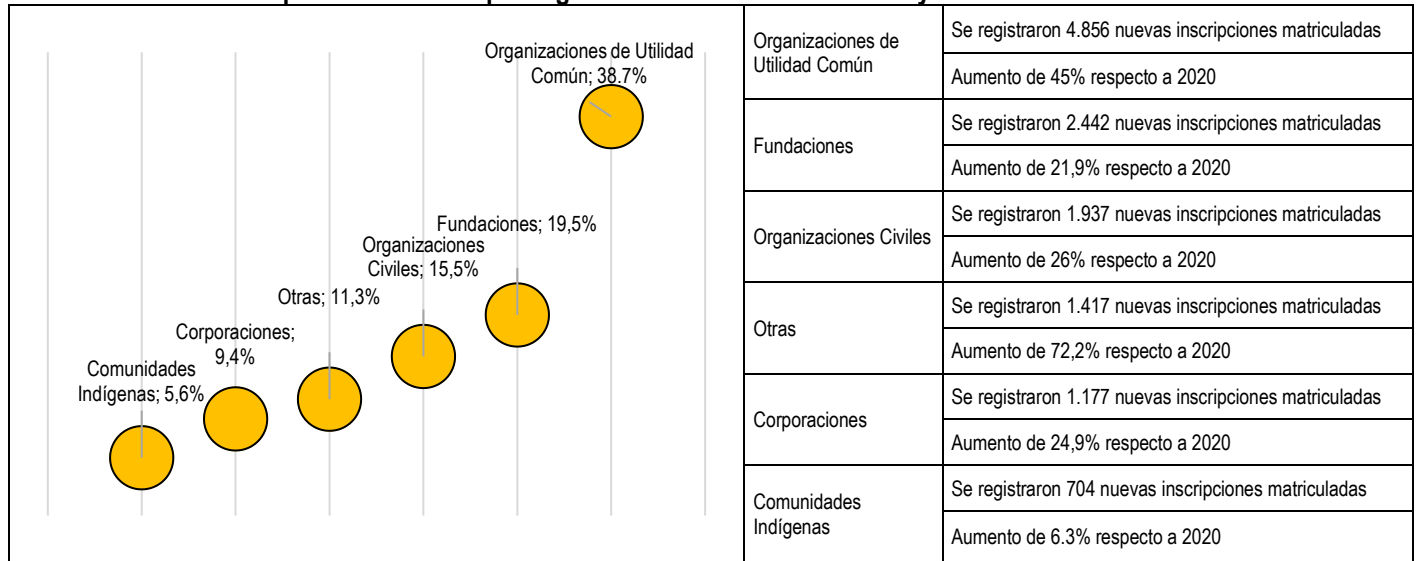 Organizaciones de Utilidad
Común; 38.7%
Fundaciones; 19,5%
Organizaciones
Civiles; 15,5%
Otras; 11,3%
Corporaciones;
9,4%
Comunidades
Indígenas; 5,6%
Organizaciones de
Utilidad Común
Se registraron 4.856 nuevas inscripciones matriculadas
Aumento de 45% respecto a 2020
Fundaciones
Se registraron 2.442 nuevas inscripciones matriculadas
Aumento de 21,9% respecto a 2020
Organizaciones Civiles
Se registraron 1.937 nuevas inscripciones matriculadas
Aumento de 26% respecto a 2020
Otras
Se registraron 1.417 nuevas inscripciones matriculadas
Aumento de 72,2% respecto a 2020
Corporaciones
Se registraron 1.177 nuevas inscripciones matriculadas
Aumento de 24,9% respecto a 2020
Comunidades
Indígenas
Se registraron 704 nuevas inscripciones matriculadas
Aumento de 6.3% respecto a 2020